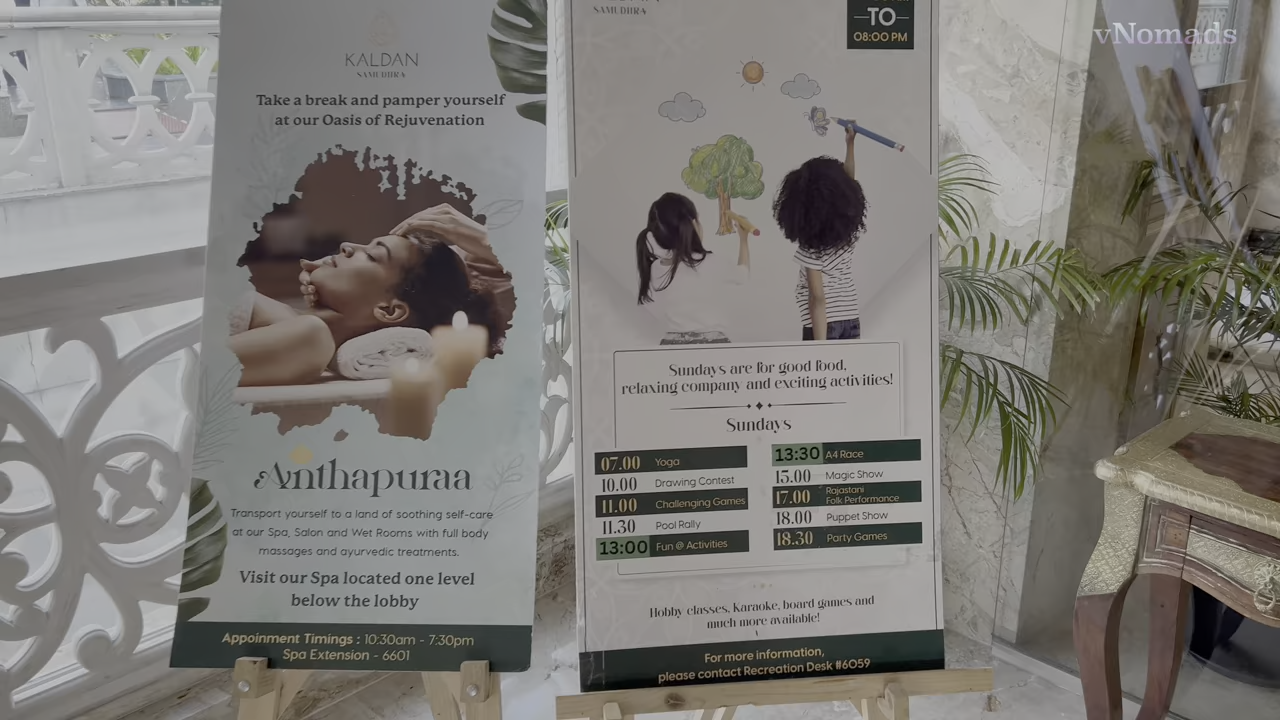 KALDAN
SAMUDHRA
Take a break and pamper yourself
at our Oasis of Rejuvenation
Anthapuraa
Transport yourself to a land of soothing self-care
at our Spa, Salon and Wet Rooms with full body
massages and ayurvedic treatments.
Visit our Spa located one level
below the lobby
Appoinment Timings : 10:30am - 7:30pm
Spa Extension - 6601
SAMUDHRA
TO
08:00 PM
Sundays are for good food,
relaxing company and exciting activities!
Sundays
07.00 Yoga
10.00 Drawing Contest
11.00 Challenging Games
11.30 Pool Rally
13:00 Fun @ Activities
13:30 A4 Race
15.00 Magic Show
17.00 Rajastani
Folk Performance
18.00 Puppet Show
18.30 Party Games
Hobby classes, Karaoke, board games and
much more available!
For more information,
please contact Recreation Desk #6059
vNomads